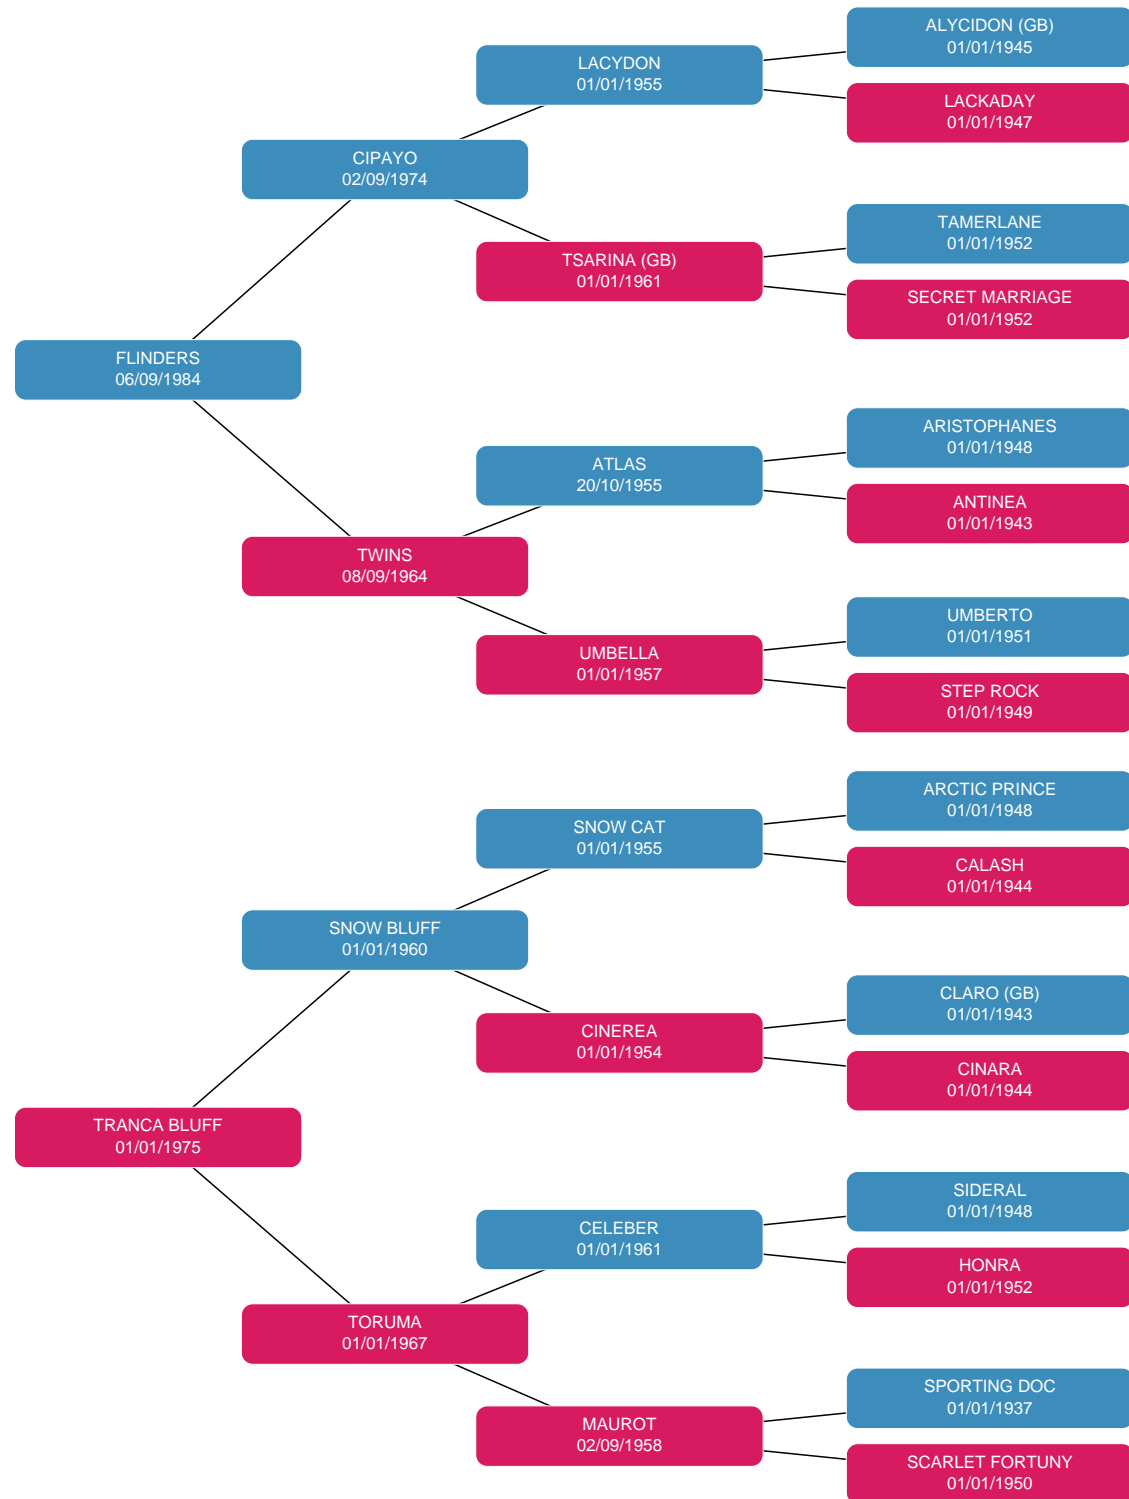 ALYCIDON (GB)
01/01/1945
LACYDON
01/01/1955
LACKADAY
01/01/1947
CIPAYO
02/09/1974
TAMERLANE
01/01/1952
TSARINA (GB)
01/01/1961
SECRET MARRIAGE
01/01/1952
FLINDERS
06/09/1984
ARISTOPHANES
01/01/1948
ATLAS
20/10/1955
ANTINEA
01/01/1943
TWINS
08/09/1964
UMBERTO
01/01/1951
UMBELLA
01/01/1957
STEP ROCK
01/01/1949
ARCTIC PRINCE
01/01/1948
SNOW CAT
01/01/1955
CALASH
01/01/1944
SNOW BLUFF
01/01/1960
CLARO (GB)
01/01/1943
CINEREA
01/01/1954
CINARA
01/01/1944
TRANCA BLUFF
01/01/1975
SIDERAL
01/01/1948
CELEBER
01/01/1961
HONRA
01/01/1952
TORUMA
01/01/1967
SPORTING DOC
01/01/1937
MAUROT
02/09/1958
SCARLET FORTUNY
01/01/1950